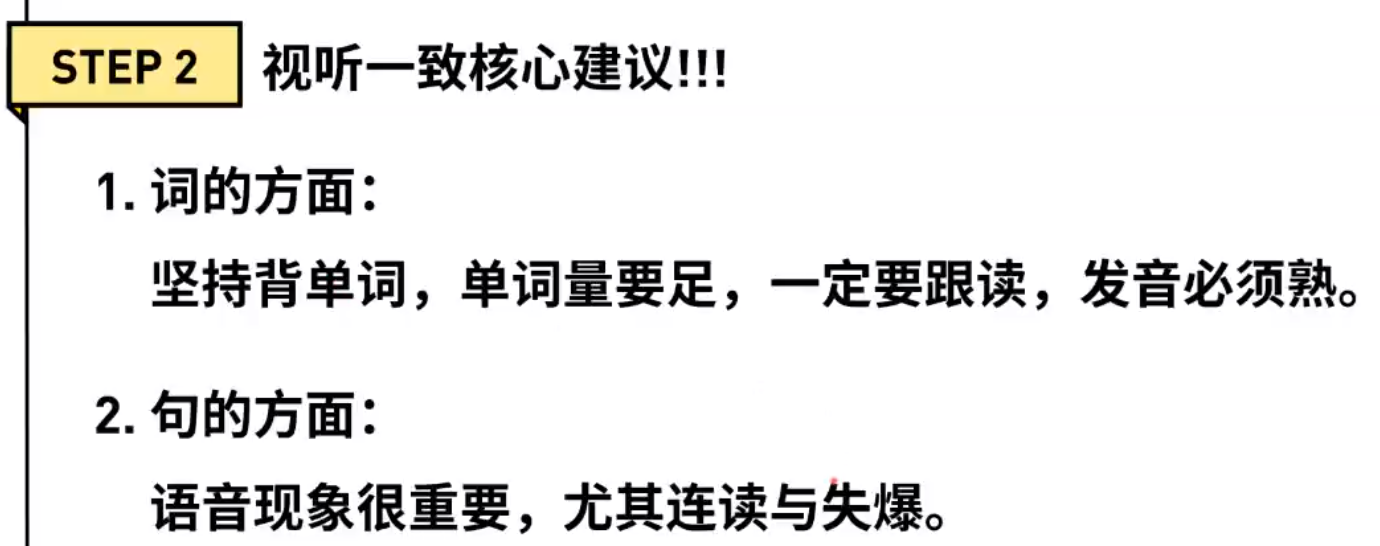 STEP 2 视听一致核心建议!!!
1. 词的方面：
坚持背单词，单词量要足，一定要跟读，发音必须熟。
2. 句的方面：
语音现象很重要，尤其连读与失爆。